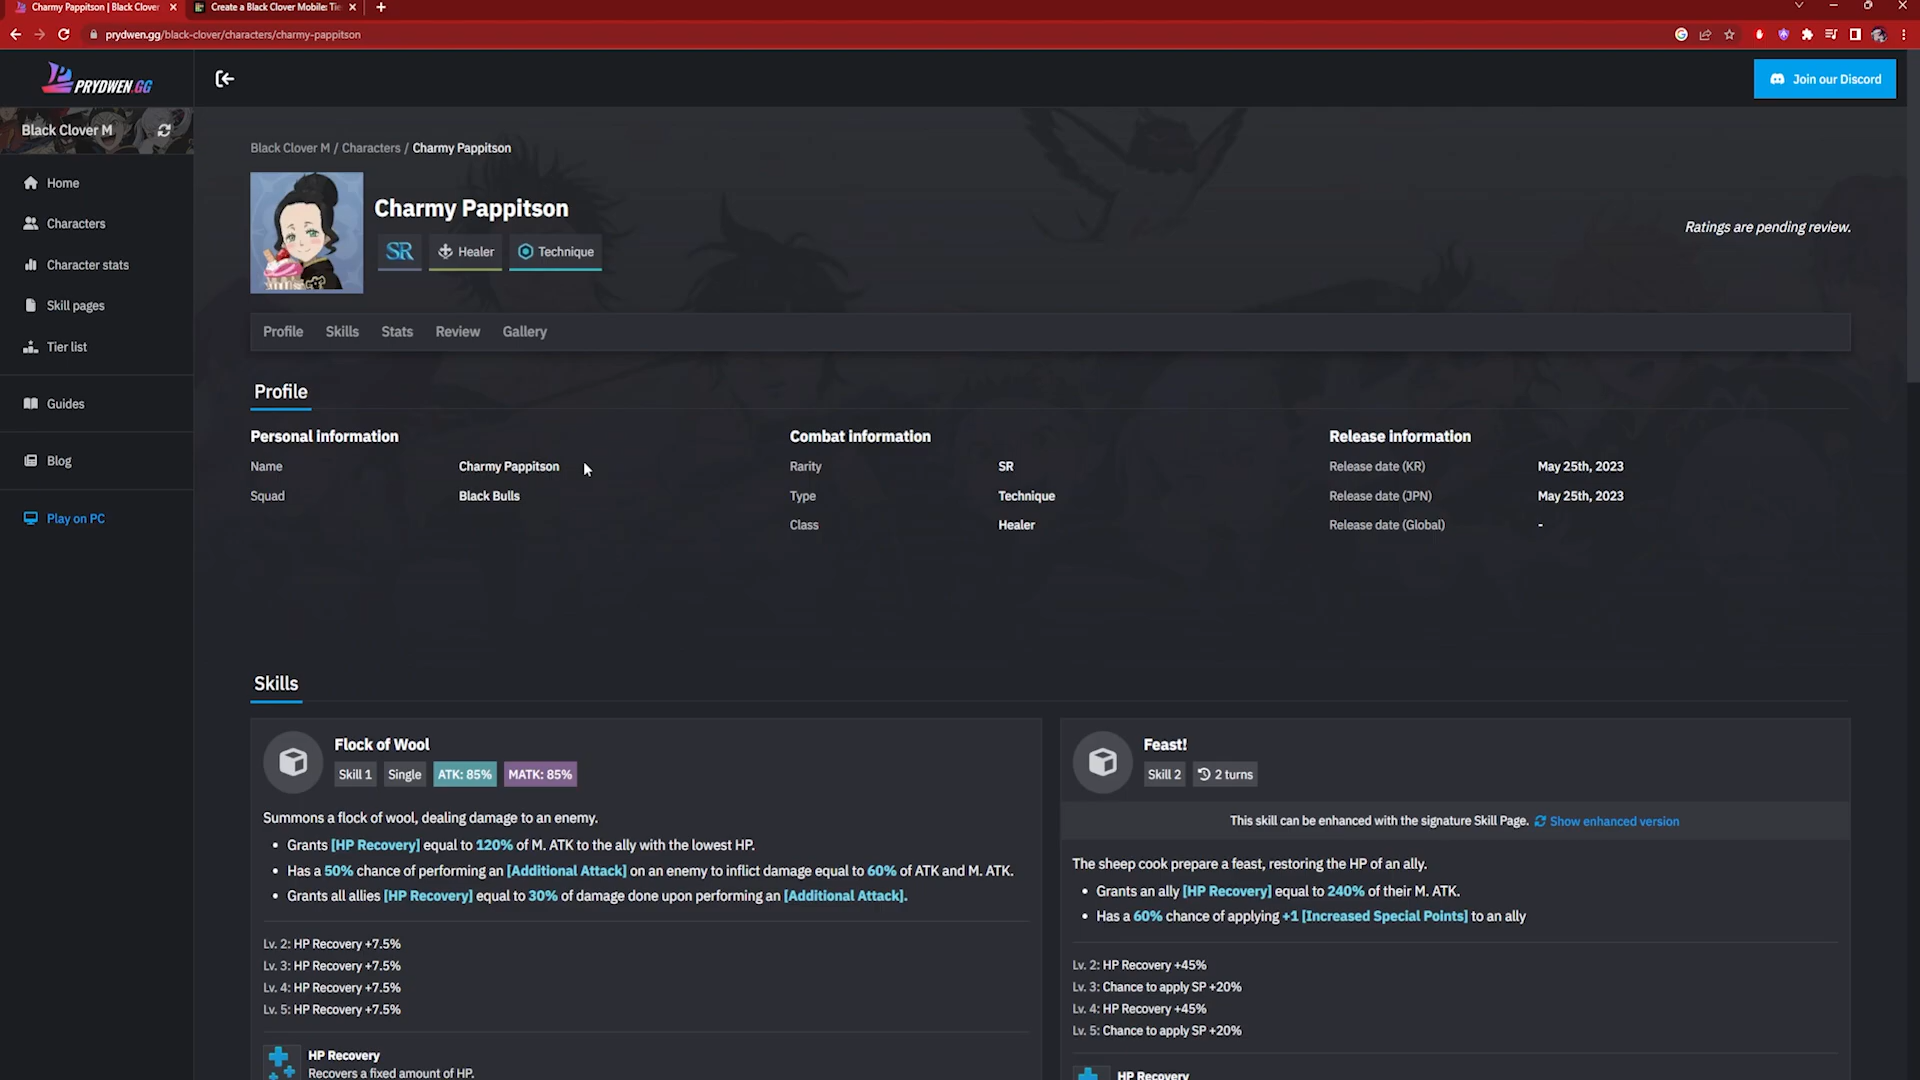 Charmy Pappitson | Black Clover
Create a Black Clover Mobile: Tie
prydwen.gg/black-clover/characters/charmy-pappitson
PRYDWEN.GG
Join our Discord
Black Clover M
Home
Characters
Character stats
Skill pages
Tier list
Guides
Blog
Play on PC
Black Clover M / Characters / Charmy Pappitson
Charmy Pappitson
SR Healer Technique
Ratings are pending review.
Profile Skills Stats Review Gallery
Profile
Personal information
Name Charmy Pappitson
Squad Black Bulls
Combat information
Rarity SR
Type Technique
Class Healer
Release information
Release date (KR) May 25th, 2023
Release date (JPN) May 25th, 2023
Release date (Global) -
Skills
Flock of Wool
Skill 1 Single ATK: 85% MATK: 85%
Summons a flock of wool, dealing damage to an enemy.
• Grants [HP Recovery] equal to 120% of M. ATK to the ally with the lowest HP.
• Has a 50% chance of performing an [Additional Attack] on an enemy to inflict damage equal to 60% of ATK and M. ATK.
• Grants all allies [HP Recovery] equal to 30% of damage done upon performing an [Additional Attack].
Lv. 2: HP Recovery +7.5%
Lv. 3: HP Recovery +7.5%
Lv. 4: HP Recovery +7.5%
Lv. 5: HP Recovery +7.5%
HP Recovery
Recovers a fixed amount of HP.
Feast!
Skill 2 2 turns
This skill can be enhanced with the signature Skill Page. Show enhanced version
The sheep cook prepare a feast, restoring the HP of an ally.
• Grants an ally [HP Recovery] equal to 240% of their M. ATK.
• Has a 60% chance of applying +1 [Increased Special Points] to an ally
Lv. 2: HP Recovery +45%
Lv. 3: Chance to apply SP +20%
Lv. 4: HP Recovery +45%
Lv. 5: Chance to apply SP +20%
HP Recovery